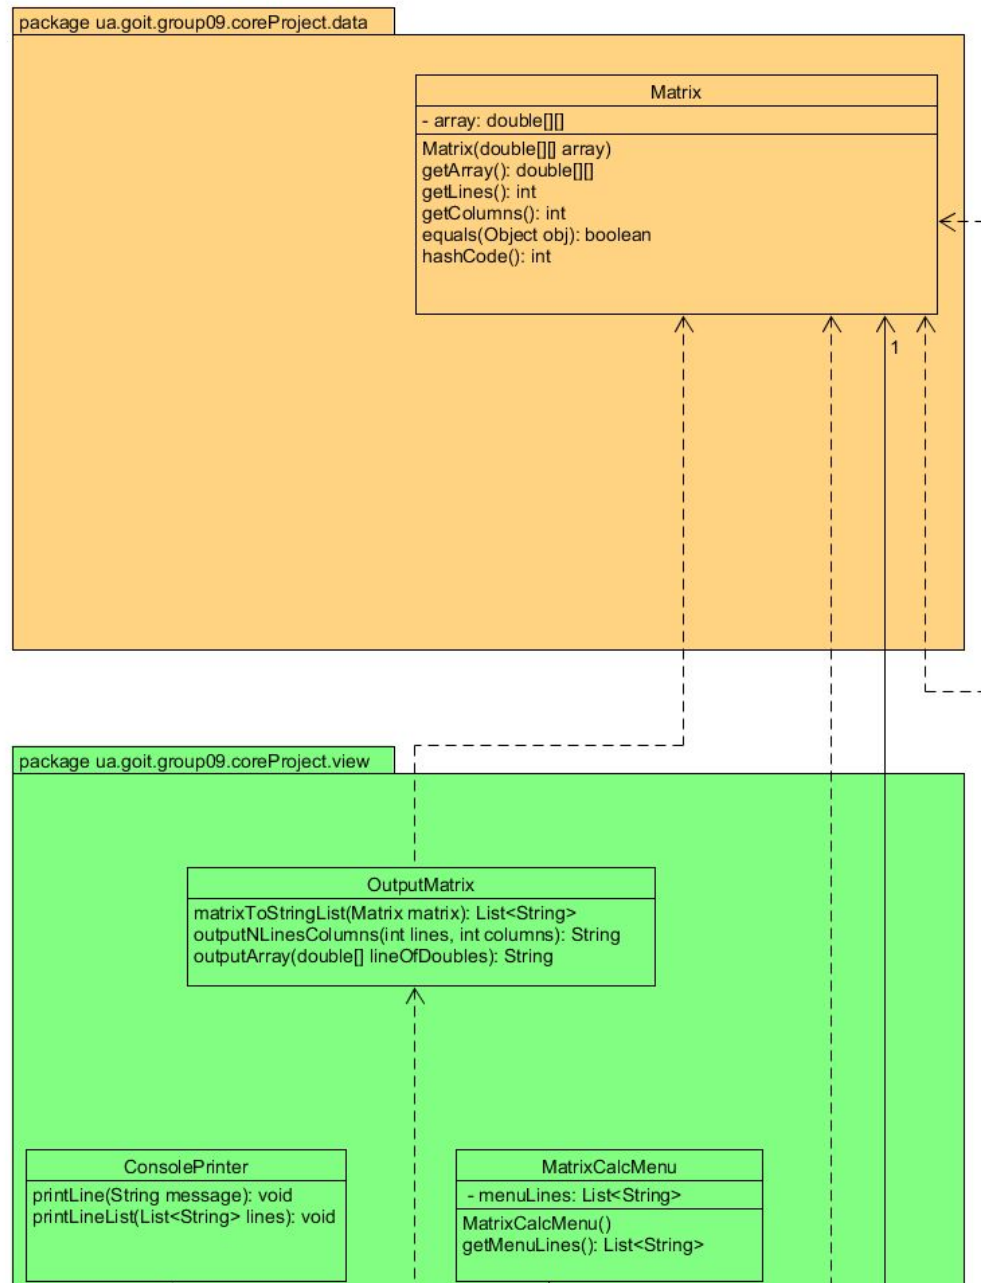 package ua.goit.group09.coreProject.data
Matrix
- array: double[][]
Matrix(double[][] array)
getArray(): double[][]
getLines(): int
getColumns(): int
equals(Object obj): boolean
hashCode(): int
1
package ua.goit.group09.coreProject.view
OutputMatrix
matrixToStringList(Matrix matrix): List<String>
outputNLinesColumns(int lines, int columns): String
outputArray(double[] lineOfDoubles): String
ConsolePrinter
printLine(String message): void
printLineList(List<String> lines): void
MatrixCalcMenu
- menuLines: List<String>
MatrixCalcMenu()
getMenuLines(): List<String>